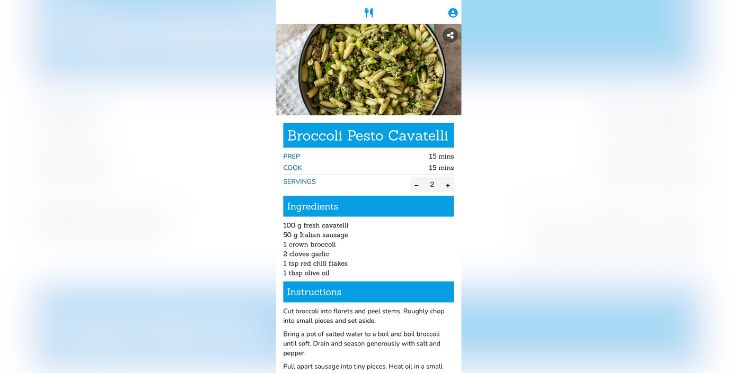 Broccoli Pesto Cavatelli
PREP 15 mins
COOK 15 mins
SERVINGS − 2 +
Ingredients
100 g fresh cavatelli
50 g Italian sausage
1 crown broccoli
2 cloves garlic
1 tsp red chili flakes
1 tbsp olive oil
Instructions
Cut broccoli into florets and peel stems. Roughly chop
into small pieces and set aside.
Bring a pot of salted water to a boil and boil broccoli
until soft. Drain and season generously with salt and
pepper.
Pull apart sausage into tiny pieces. Heat oil in a small